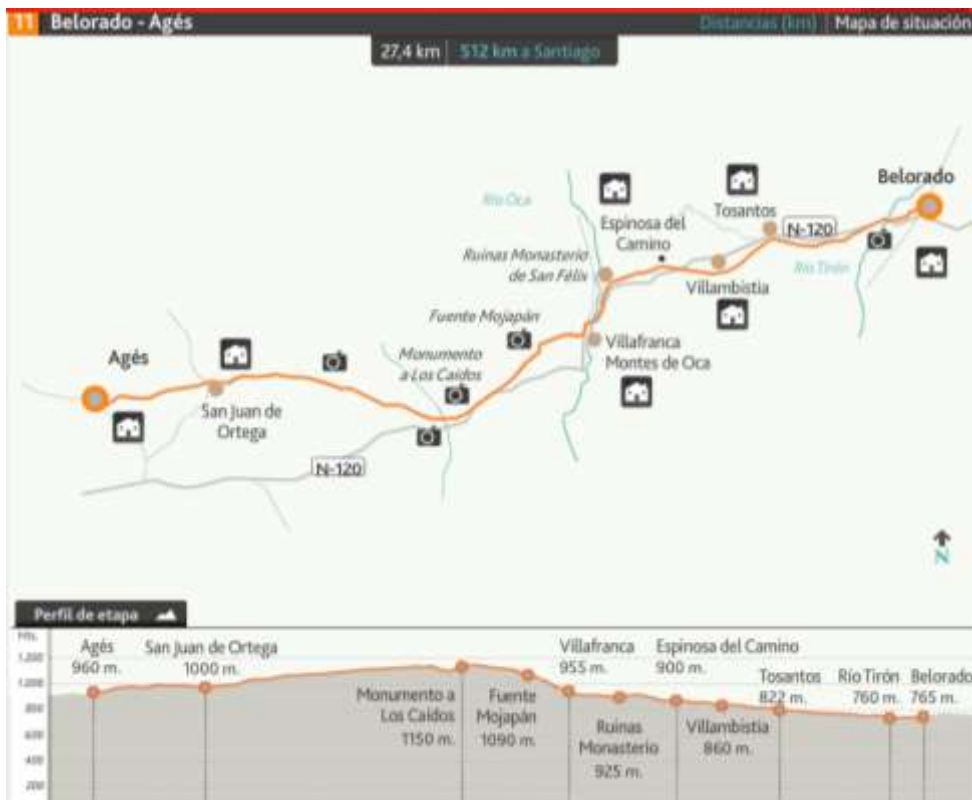 11 Belorado - Agés
Distancias (km) Mapa de situación
27,4 km 512 km a Santiago
Belorado
Río Oca
Tosantos
Espinosa del
Camino
N-120
Ruinas Monasterio
de San Félix
Río Tirón
Villambistia
Fuente Mojapán
Villafranca
Montes de Oca
Monumento
a Los Caídos
Agés
San Juan de
Ortega
N-120
N
Perfil de etapa
Mts.
1.200
1.000
800
600
400
200
Agés
960 m.
San Juan de Ortega
1000 m.
Monumento a
Los Caídos
1150 m.
Fuente
Mojapán
1090 m.
Villafranca
955 m.
Ruinas
Monasterio
925 m.
Espinosa del Camino
900 m.
Villambistia
860 m.
Tosantos
822 m.
Río Tirón
760 m.
Belorado
765 m.